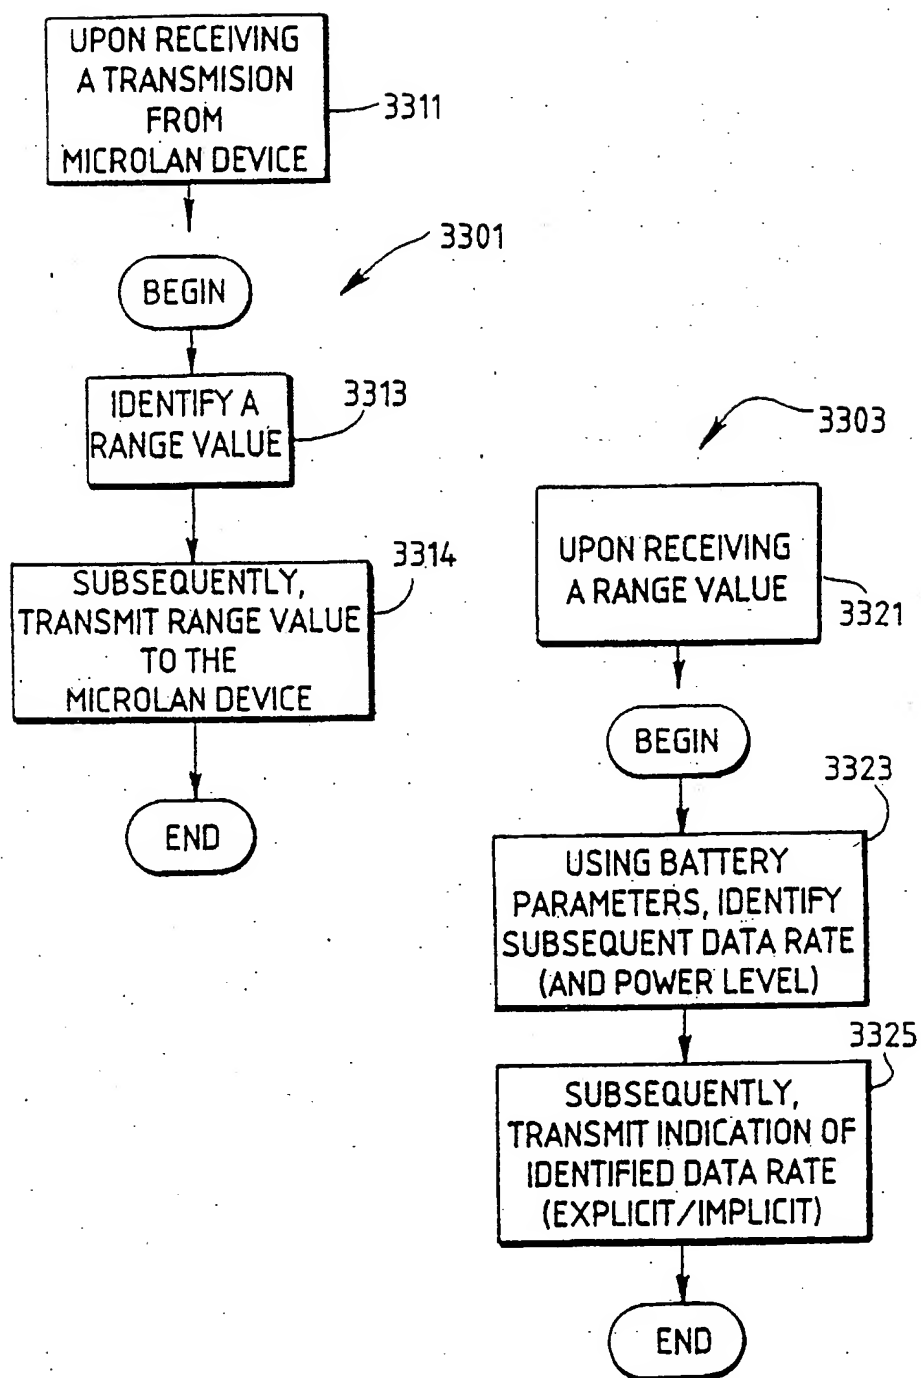 UPON RECEIVING
A TRANSMISION
FROM
MICROLAN DEVICE
3311
3301
BEGIN
IDENTIFY A
RANGE VALUE
3313
SUBSEQUENTLY,
TRANSMIT RANGE VALUE
TO THE
MICROLAN DEVICE
3314
END
3303
UPON RECEIVING
A RANGE VALUE
3321
BEGIN
3323
USING BATTERY
PARAMETERS, IDENTIFY
SUBSEQUENT DATA RATE
(AND POWER LEVEL)
3325
SUBSEQUENTLY,
TRANSMIT INDICATION OF
IDENTIFIED DATA RATE
(EXPLICIT/IMPLICIT)
END